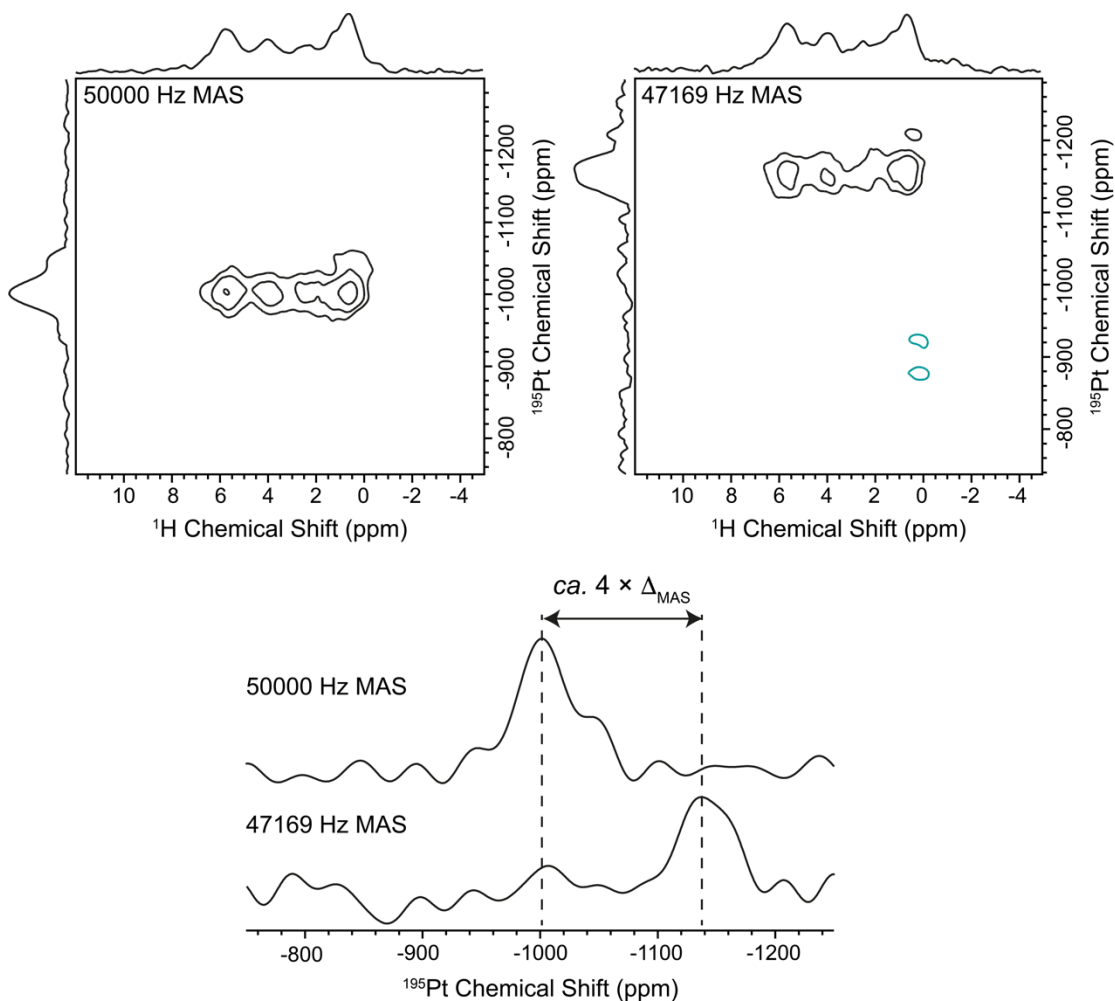 50000 Hz MAS
-1200
-1100
-1000
-900
-800
¹⁹⁵Pt Chemical Shift (ppm)
10 8 6 4 2 0 -2 -4
¹H Chemical Shift (ppm)
47169 Hz MAS
-1200
-1100
-1000
-900
-800
¹⁹⁵Pt Chemical Shift (ppm)
10 8 6 4 2 0 -2 -4
¹H Chemical Shift (ppm)
ca. 4 × Δ_MAS
50000 Hz MAS
47169 Hz MAS
-800 -900 -1000 -1100 -1200
¹⁹⁵Pt Chemical Shift (ppm)